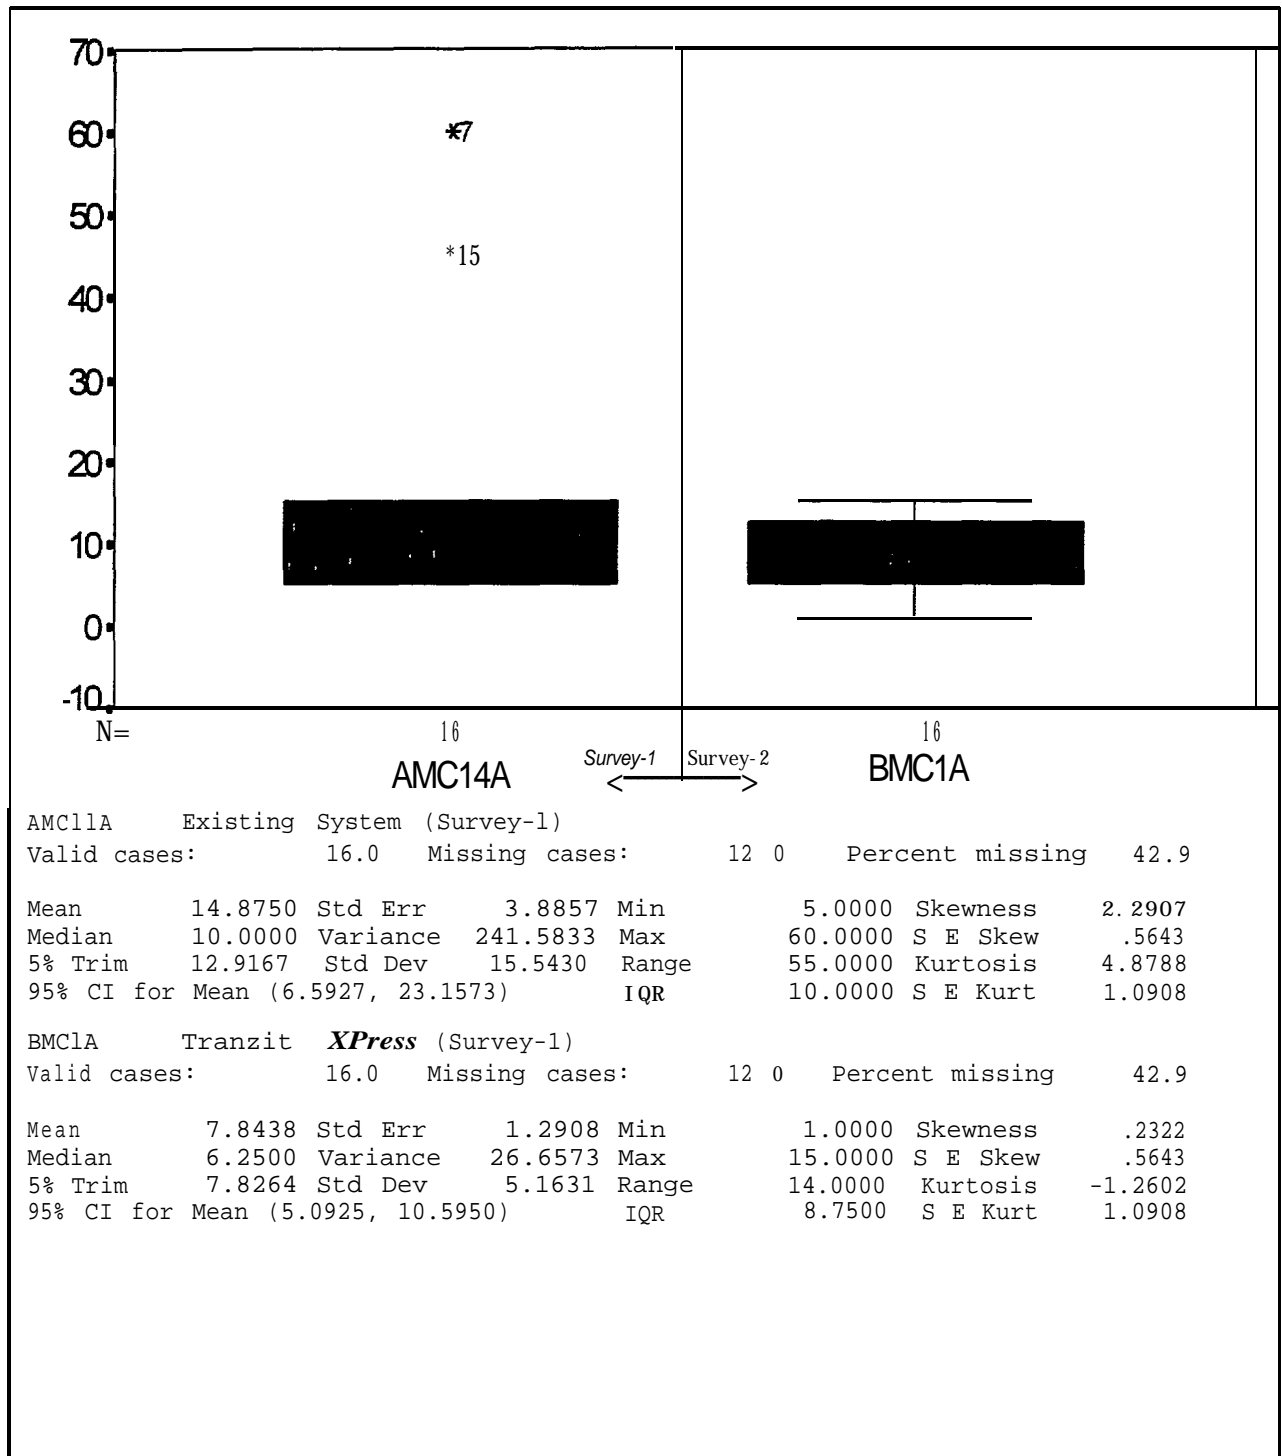 70
60
50
40
30
20
10
0
-10
*7
*15
N= 16 16
AMC14A Survey-1 Survey-2 BMC1A
< >
AMCllA Existing System (Survey-l)
Valid cases: 16.0 Missing cases: 12 0 Percent missing 42.9
Mean 14.8750 Std Err 3.8857 Min 5.0000 Skewness 2.2907
Median 10.0000 Variance 241.5833 Max 60.0000 S E Skew .5643
5% Trim 12.9167 Std Dev 15.5430 Range 55.0000 Kurtosis 4.8788
95% CI for Mean (6.5927, 23.1573) IQR 10.0000 S E Kurt 1.0908
BMClA Tranzit XPress (Survey-1)
Valid cases: 16.0 Missing cases: 12 0 Percent missing 42.9
Mean 7.8438 Std Err 1.2908 Min 1.0000 Skewness .2322
Median 6.2500 Variance 26.6573 Max 15.0000 S E Skew .5643
5% Trim 7.8264 Std Dev 5.1631 Range 14.0000 Kurtosis -1.2602
95% CI for Mean (5.0925, 10.5950) IQR 8.7500 S E Kurt 1.0908